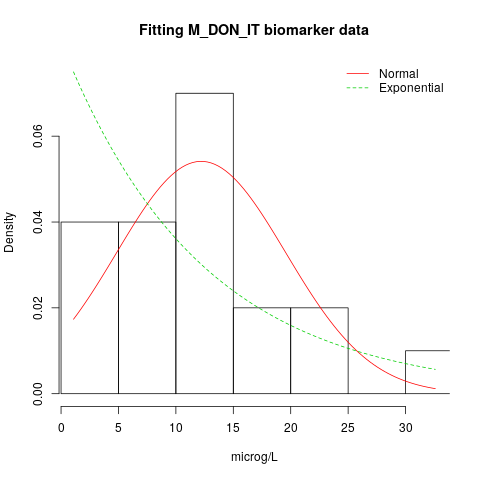 Fitting M_DON_IT biomarker data
Normal
Exponential
Density
0.06
0.04
0.02
0.00
0 5 10 15 20 25 30
microg/L